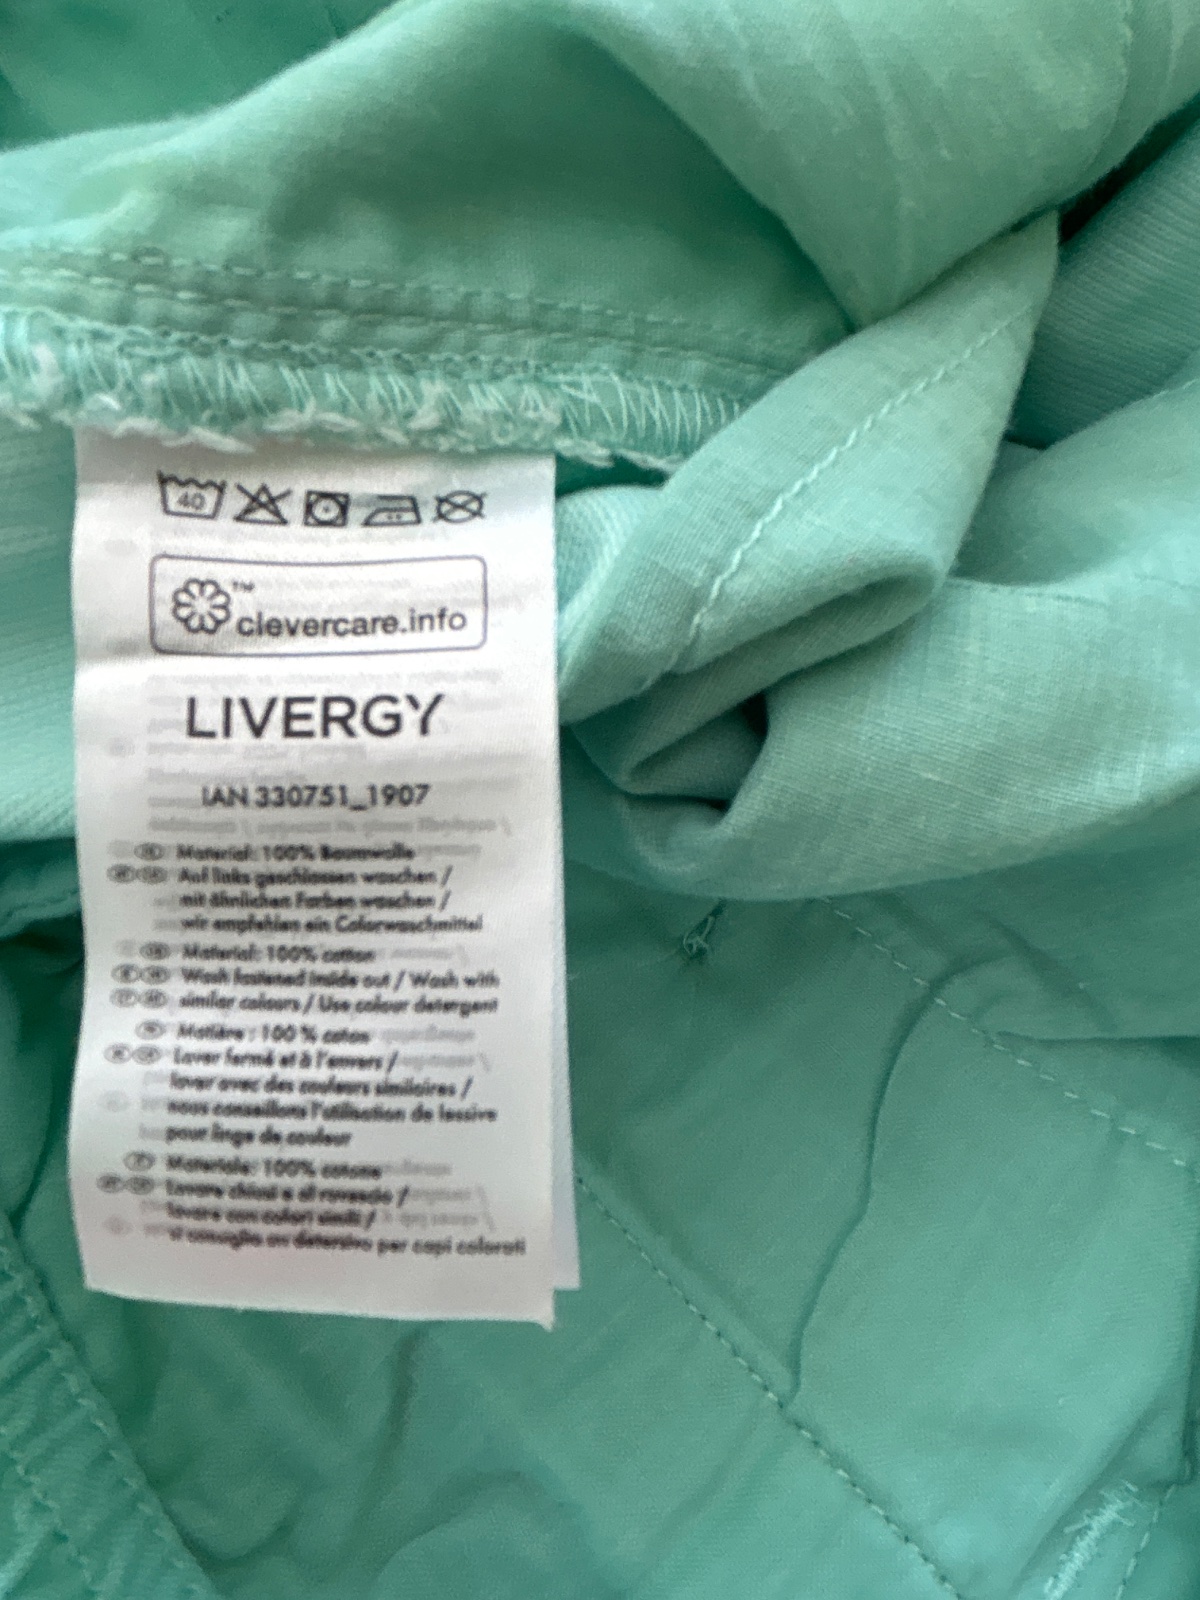 40
™
clevercare.info
LIVERGY
IAN 330751_1907
Material: 100% Baumwolle
Auf links geschlossen waschen /
mit ähnlichen Farben waschen /
wir empfehlen ein Colorwaschmittel
Material: 100% cotton
Wash fastened inside out / Wash with
similar colours / Use colour detergent
Matière : 100 % coton
Laver fermé et à l'envers /
laver avec des couleurs similaires /
nous conseillons l'utilisation de lessive
pour linge de couleur
Materiale: 100% cotone
Lavare chiusi e al rovescio /
lavare con colori simili /
si consiglia un detersivo per capi colorati